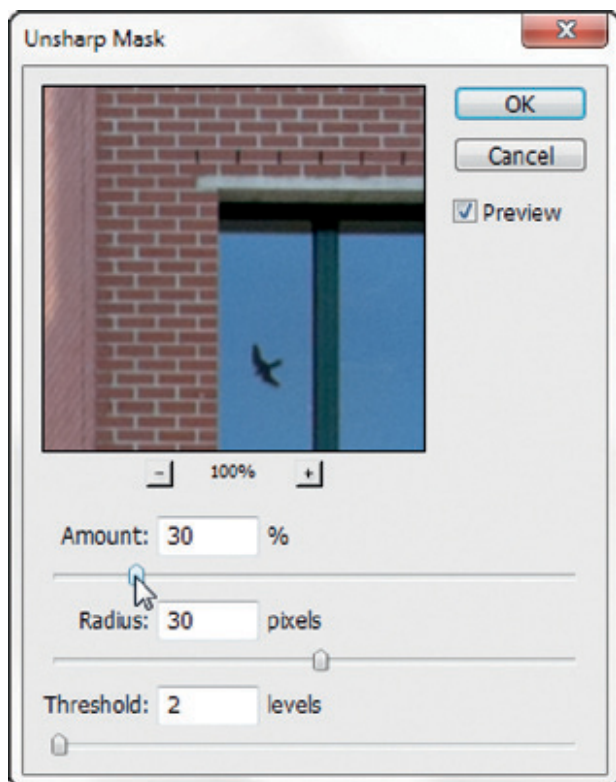 Unsharp Mask
OK
Cancel
Preview
- 100% +
Amount: 30 %
Radius: 30 pixels
Threshold: 2 levels